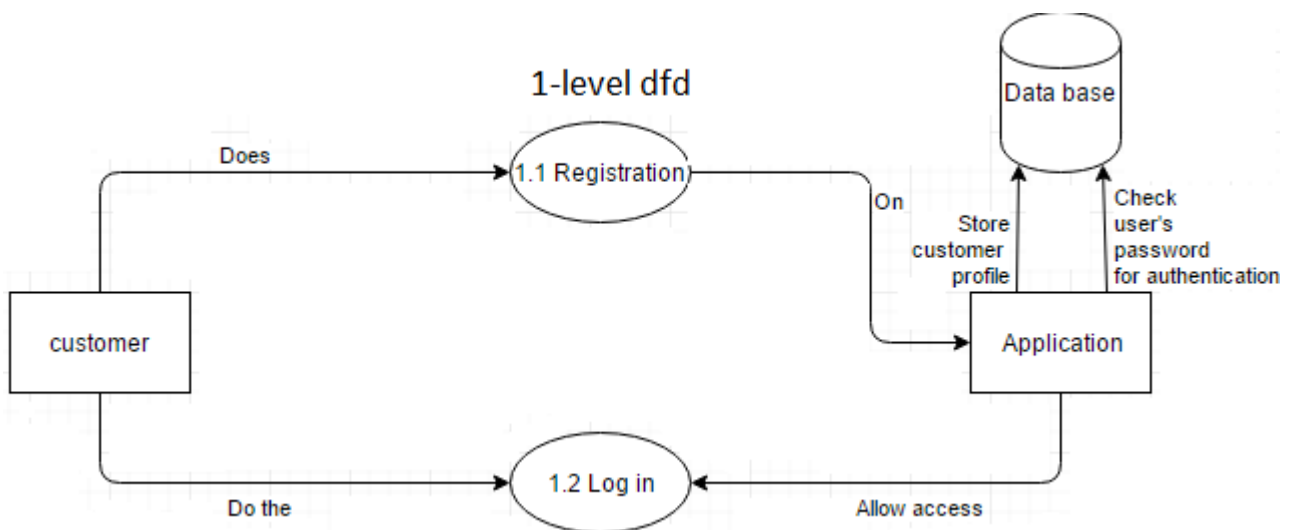 1-level dfd
Data base
Does
1.1 Registration
On
Store
customer
profile
Check
user's
password
for authentication
customer
Application
1.2 Log in
Do the
Allow access